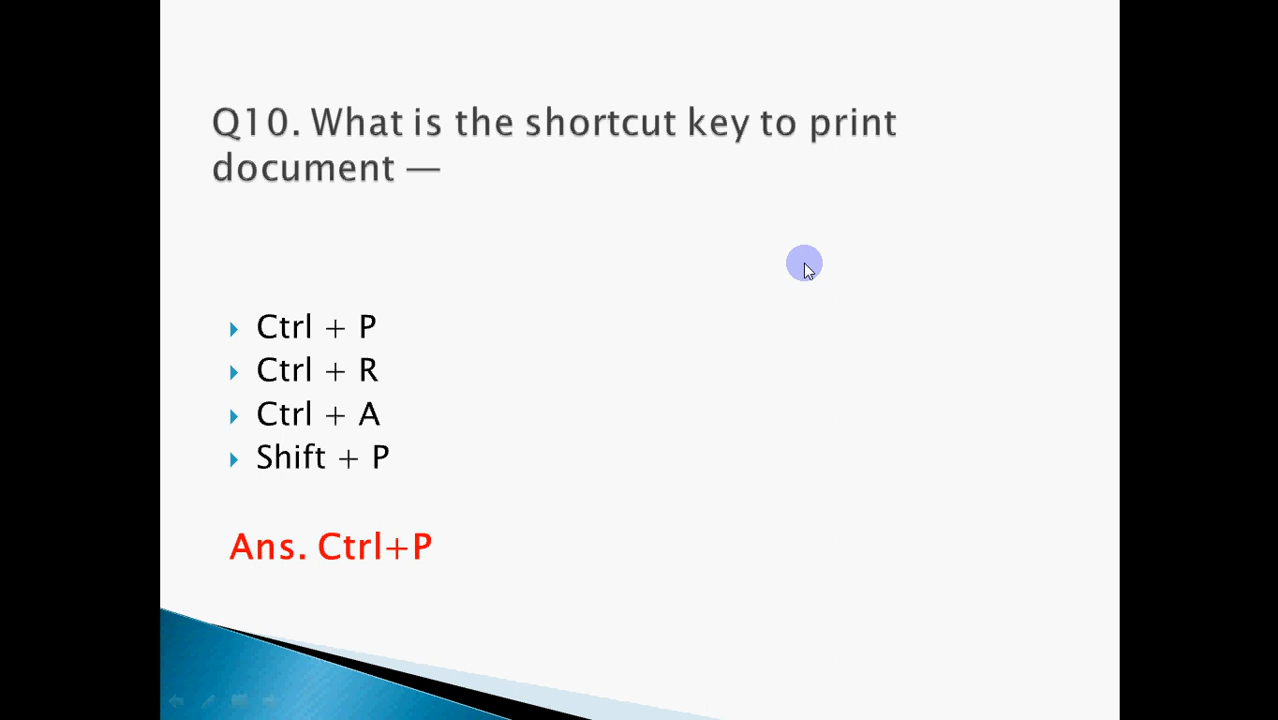 Q10. What is the shortcut key to print
document —
Ctrl + P
Ctrl + R
Ctrl + A
Shift + P
Ans. Ctrl+P